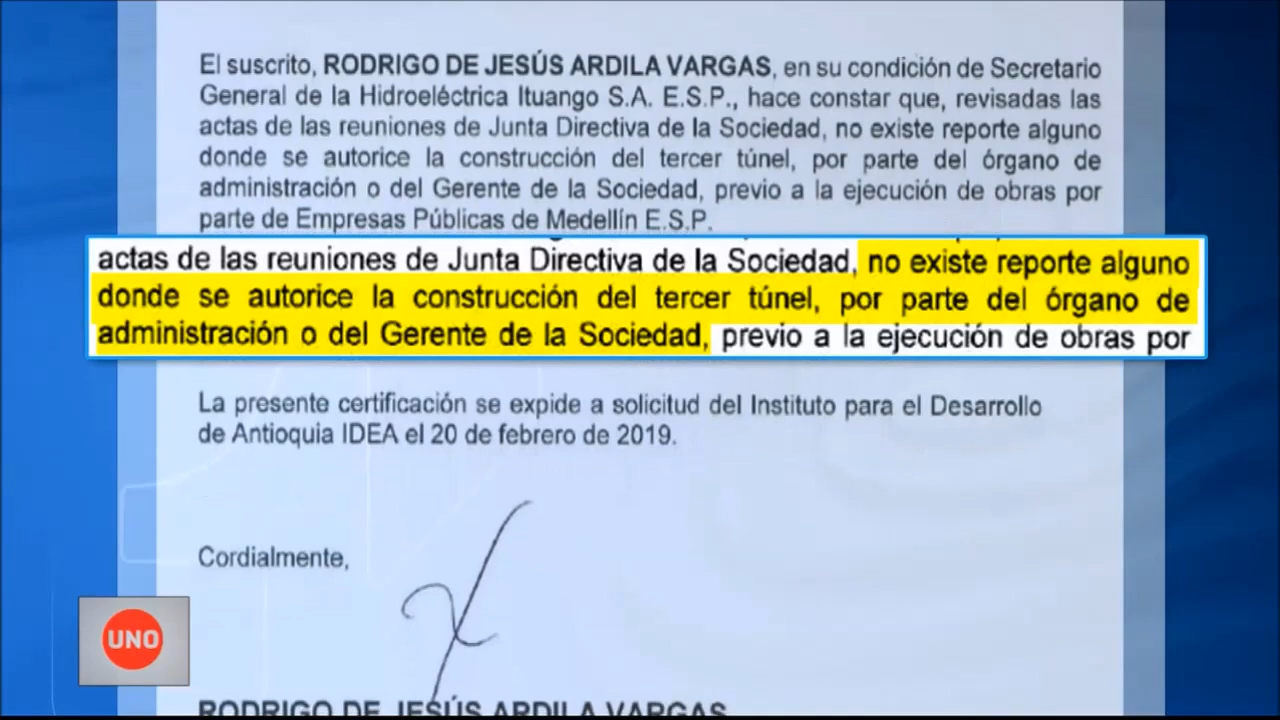 El suscrito, RODRIGO DE JESÚS ARDILA VARGAS, en su condición de Secretario
General de la Hidroeléctrica Ituango S.A. E.S.P., hace constar que, revisadas las
actas de las reuniones de Junta Directiva de la Sociedad, no existe reporte alguno
donde se autorice la construcción del tercer túnel, por parte del órgano de
administración o del Gerente de la Sociedad, previo a la ejecución de obras por
parte de Empresas Públicas de Medellín E.S.P.
actas de las reuniones de Junta Directiva de la Sociedad, no existe reporte alguno
donde se autorice la construcción del tercer túnel, por parte del órgano de
administración o del Gerente de la Sociedad, previo a la ejecución de obras por
La presente certificación se expide a solicitud del Instituto para el Desarrollo
de Antioquia IDEA el 20 de febrero de 2019.
Cordialmente,
UNO
RODRIGO DE JESÚS ARDILA VARGAS